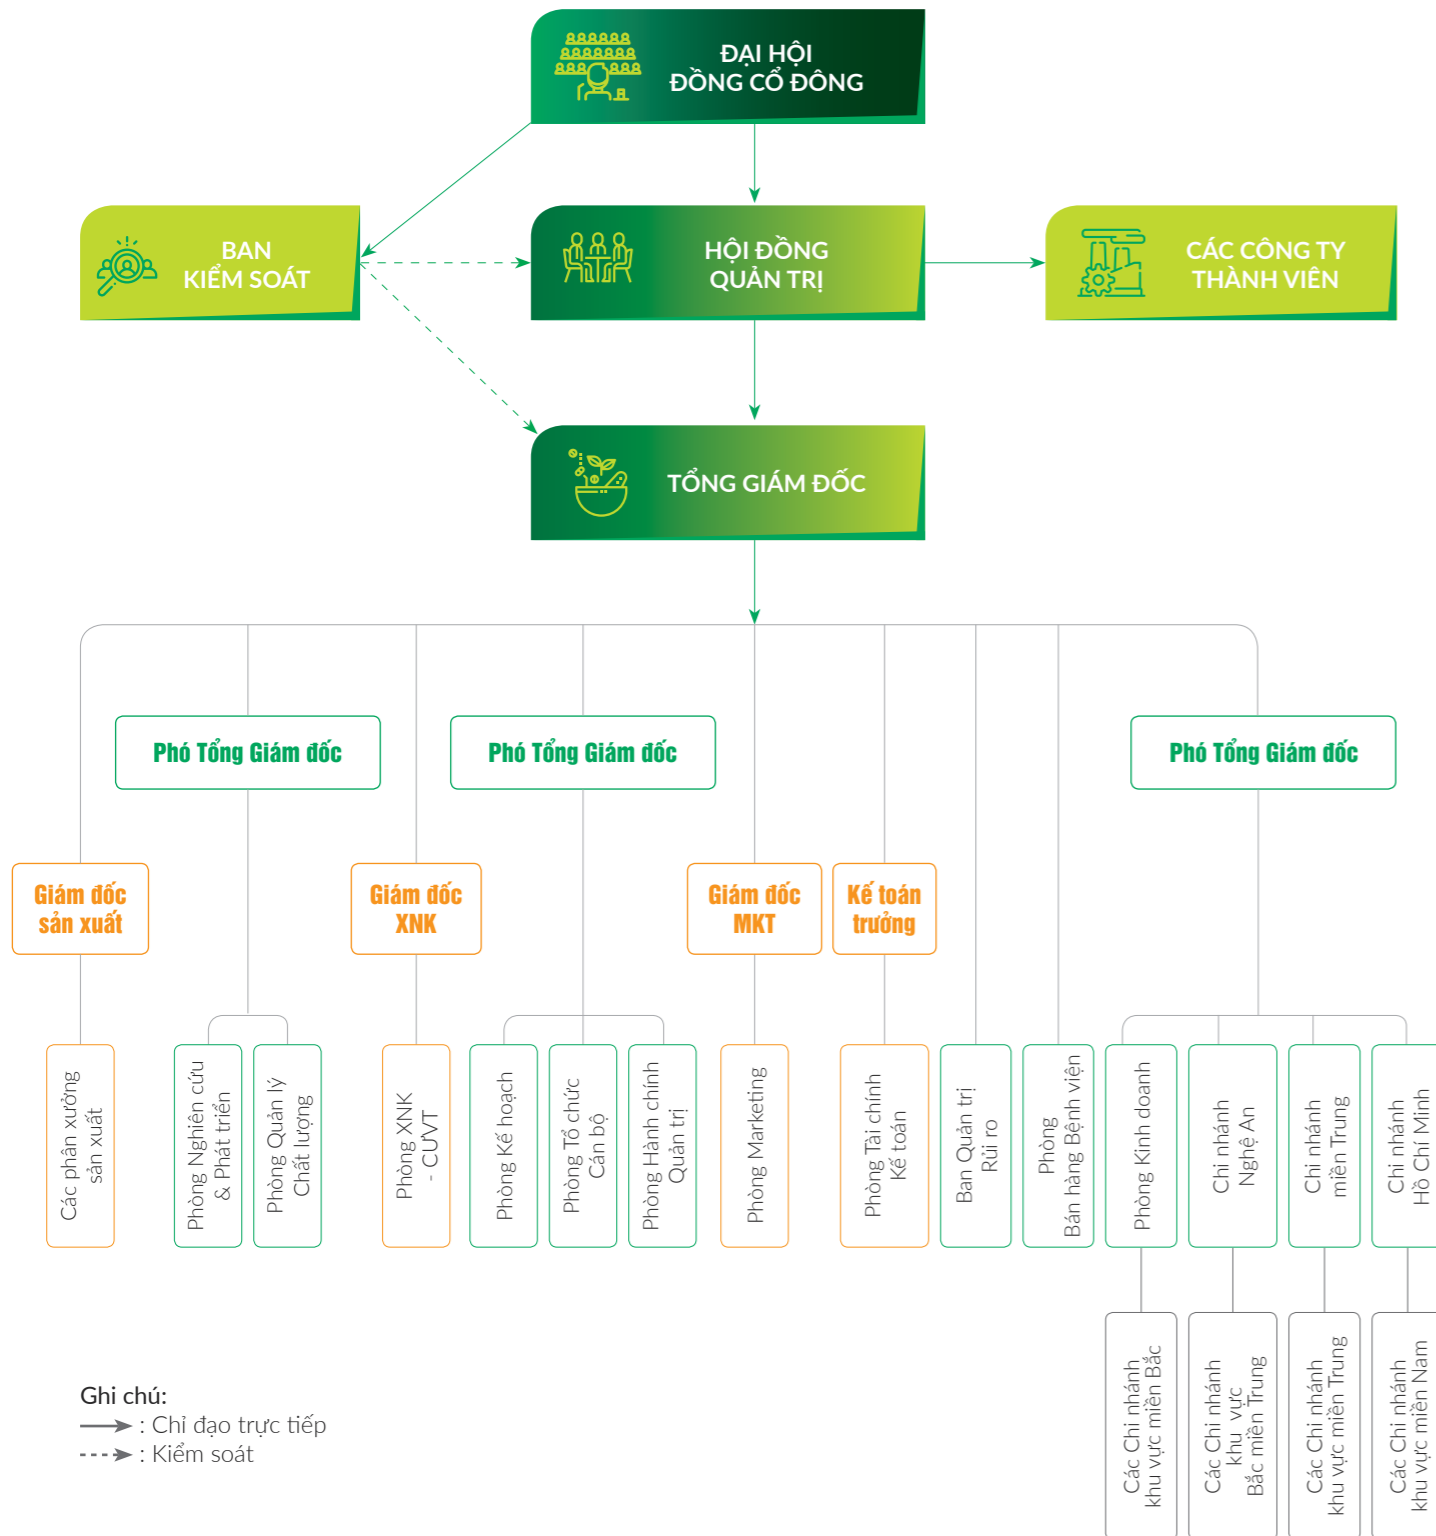 ĐẠI HỘI
ĐỒNG CỔ ĐÔNG
BAN
KIỂM SOÁT
HỘI ĐỒNG
QUẢN TRỊ
CÁC CÔNG TY
THÀNH VIÊN
TỔNG GIÁM ĐỐC
Phó Tổng Giám đốc
Phó Tổng Giám đốc
Phó Tổng Giám đốc
Giám đốc
sản xuất
Giám đốc
XNK
Giám đốc
MKT
Kế toán
trưởng
Các phân xưởng
sản xuất
Phòng Nghiên cứu
& Phát triển
Phòng Quản lý
Chất lượng
Phòng XNK
- CƯVT
Phòng Kế hoạch
Phòng Tổ chức
Cán bộ
Phòng Hành chính
Quản trị
Phòng Marketing
Phòng Tài chính
Kế toán
Ban Quản trị
Rủi ro
Phòng
Bán hàng Bệnh viện
Phòng Kinh doanh
Chi nhánh
Nghệ An
Chi nhánh
miền Trung
Chi nhánh
Hồ Chí Minh
Các Chi nhánh
khu vực miền Bắc
Các Chi nhánh
khu vực
Bắc miền Trung
Các Chi nhánh
khu vực miền Trung
Các Chi nhánh
khu vực miền Nam
Ghi chú:
: Chỉ đạo trực tiếp
: Kiểm soát